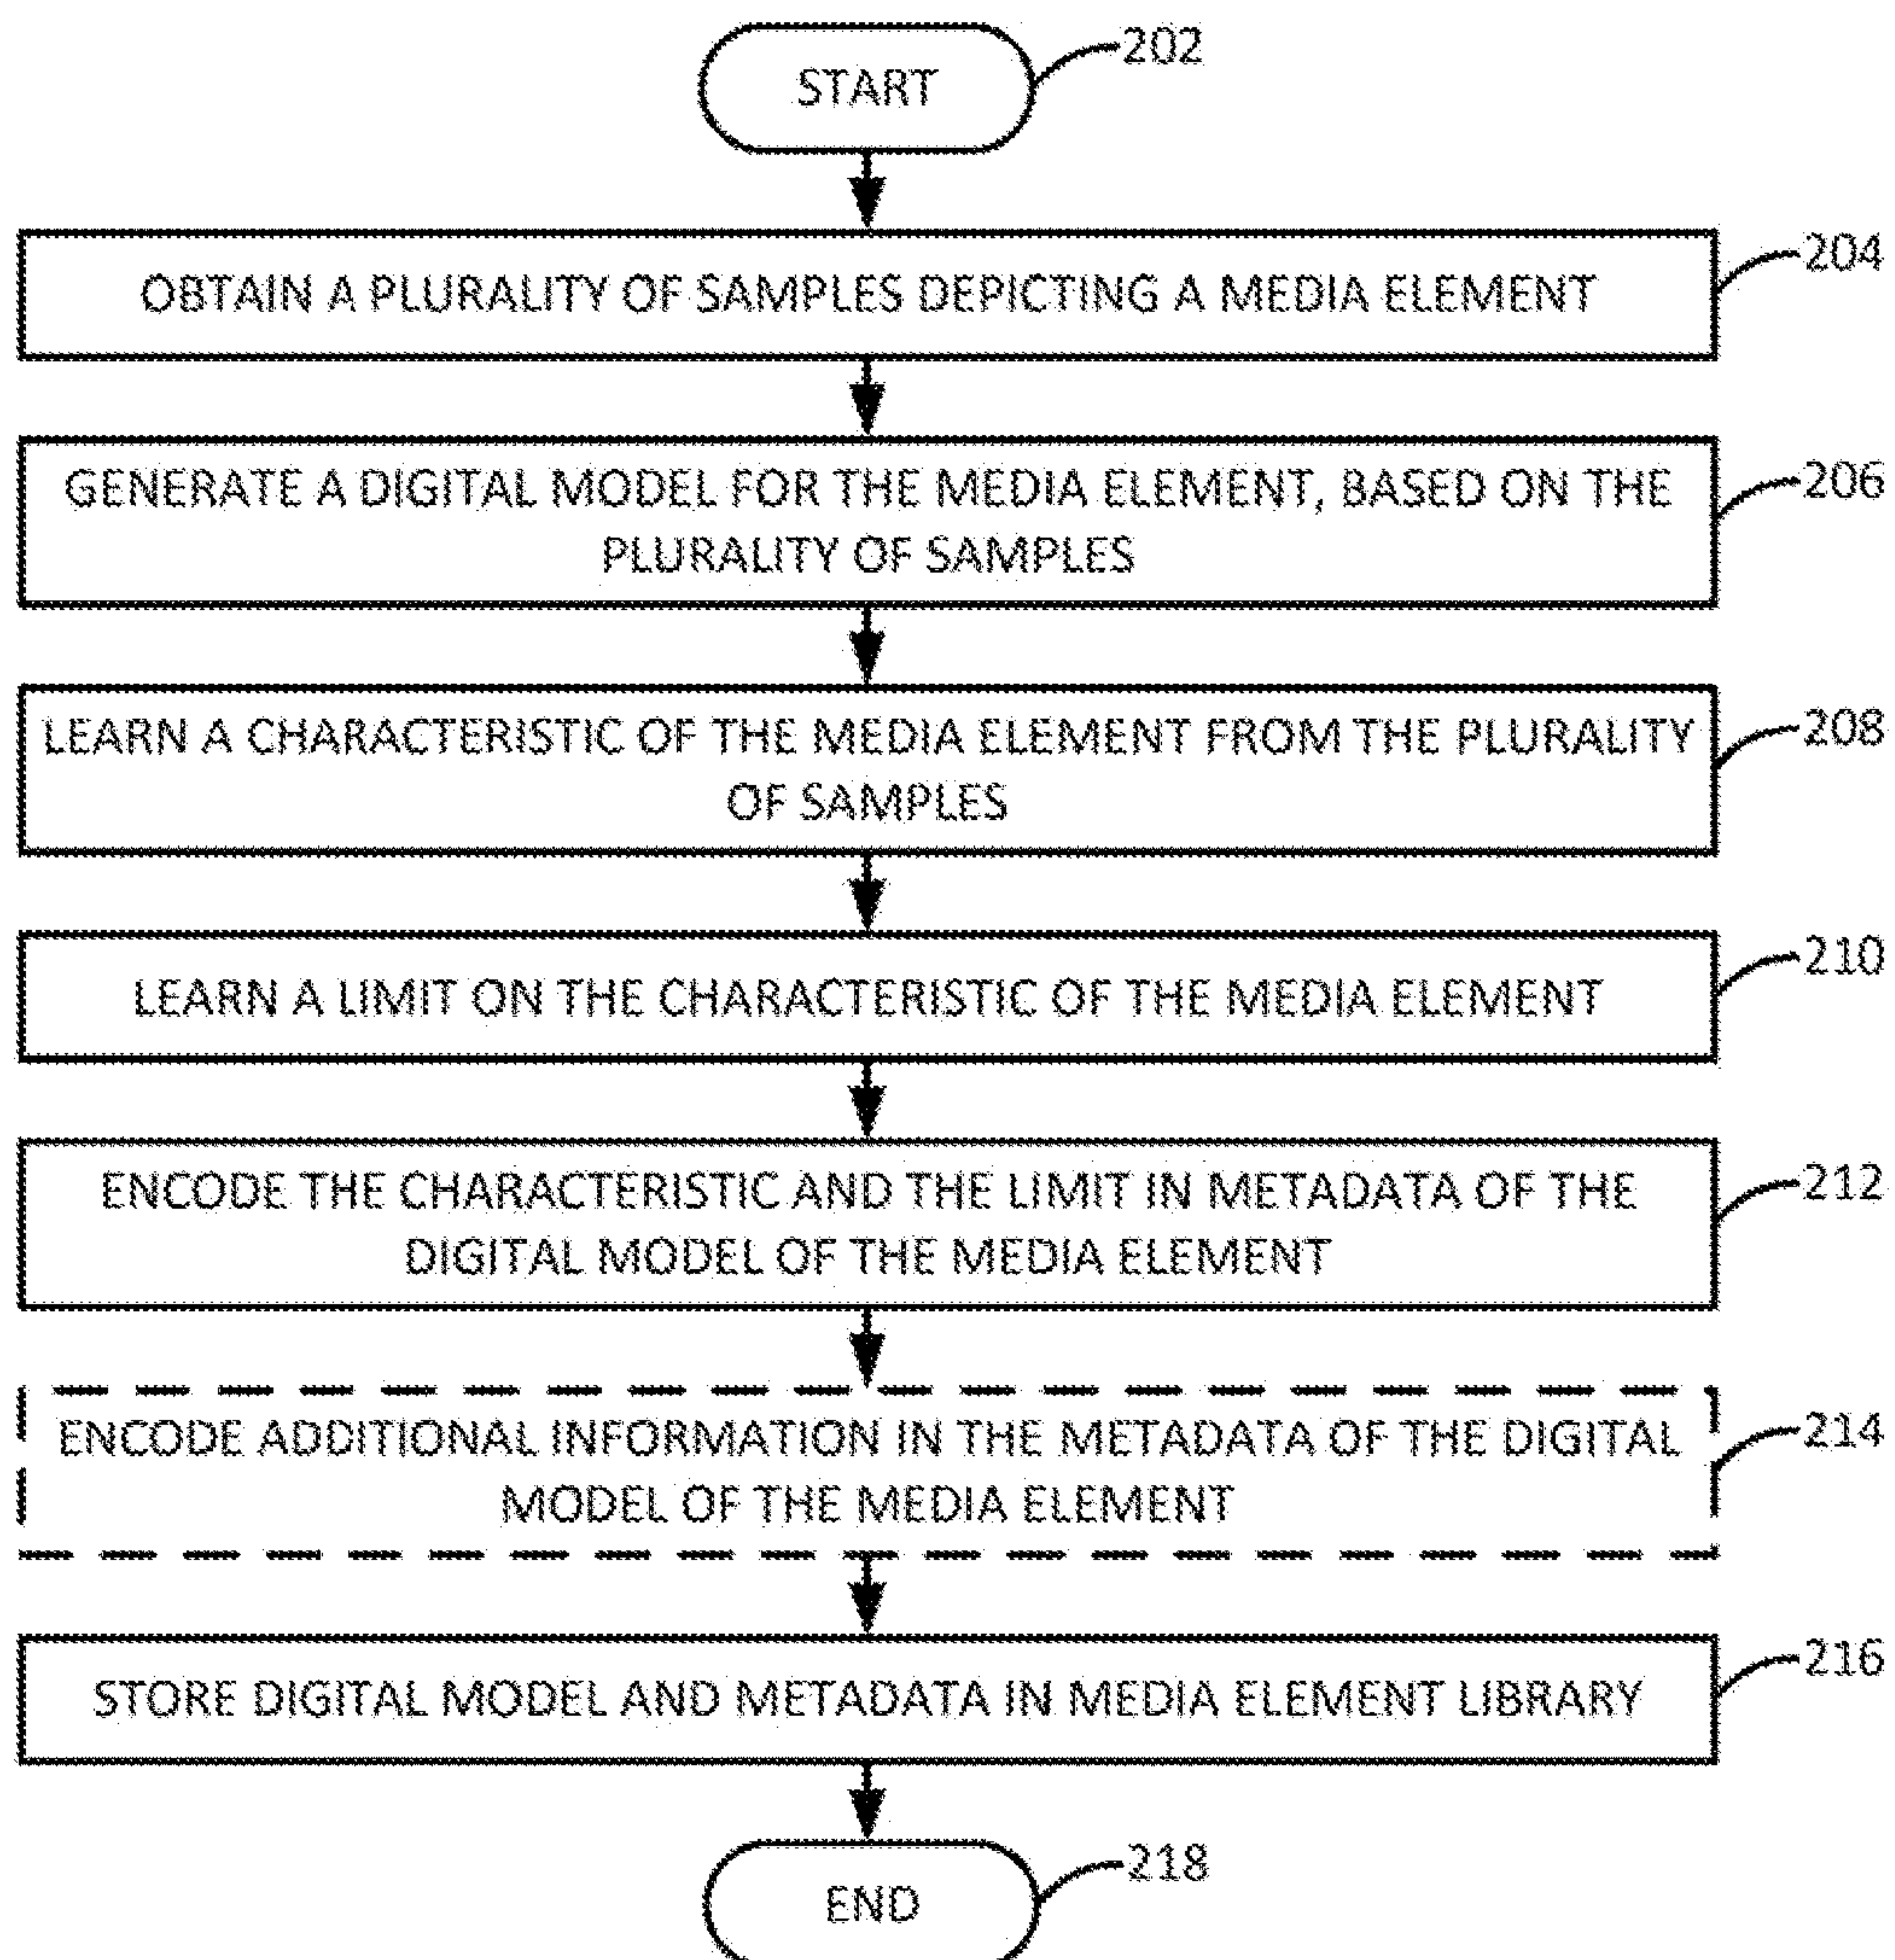 START
202
OBTAIN A PLURALITY OF SAMPLES DEPICTING A MEDIA ELEMENT
204
GENERATE A DIGITAL MODEL FOR THE MEDIA ELEMENT, BASED ON THE
PLURALITY OF SAMPLES
206
LEARN A CHARACTERISTIC OF THE MEDIA ELEMENT FROM THE PLURALITY
OF SAMPLES
208
LEARN A LIMIT ON THE CHARACTERISTIC OF THE MEDIA ELEMENT
210
ENCODE THE CHARACTERISTIC AND THE LIMIT IN METADATA OF THE
DIGITAL MODEL OF THE MEDIA ELEMENT
212
ENCODE ADDITIONAL INFORMATION IN THE METADATA OF THE DIGITAL
MODEL OF THE MEDIA ELEMENT
214
STORE DIGITAL MODEL AND METADATA IN MEDIA ELEMENT LIBRARY
216
END
218